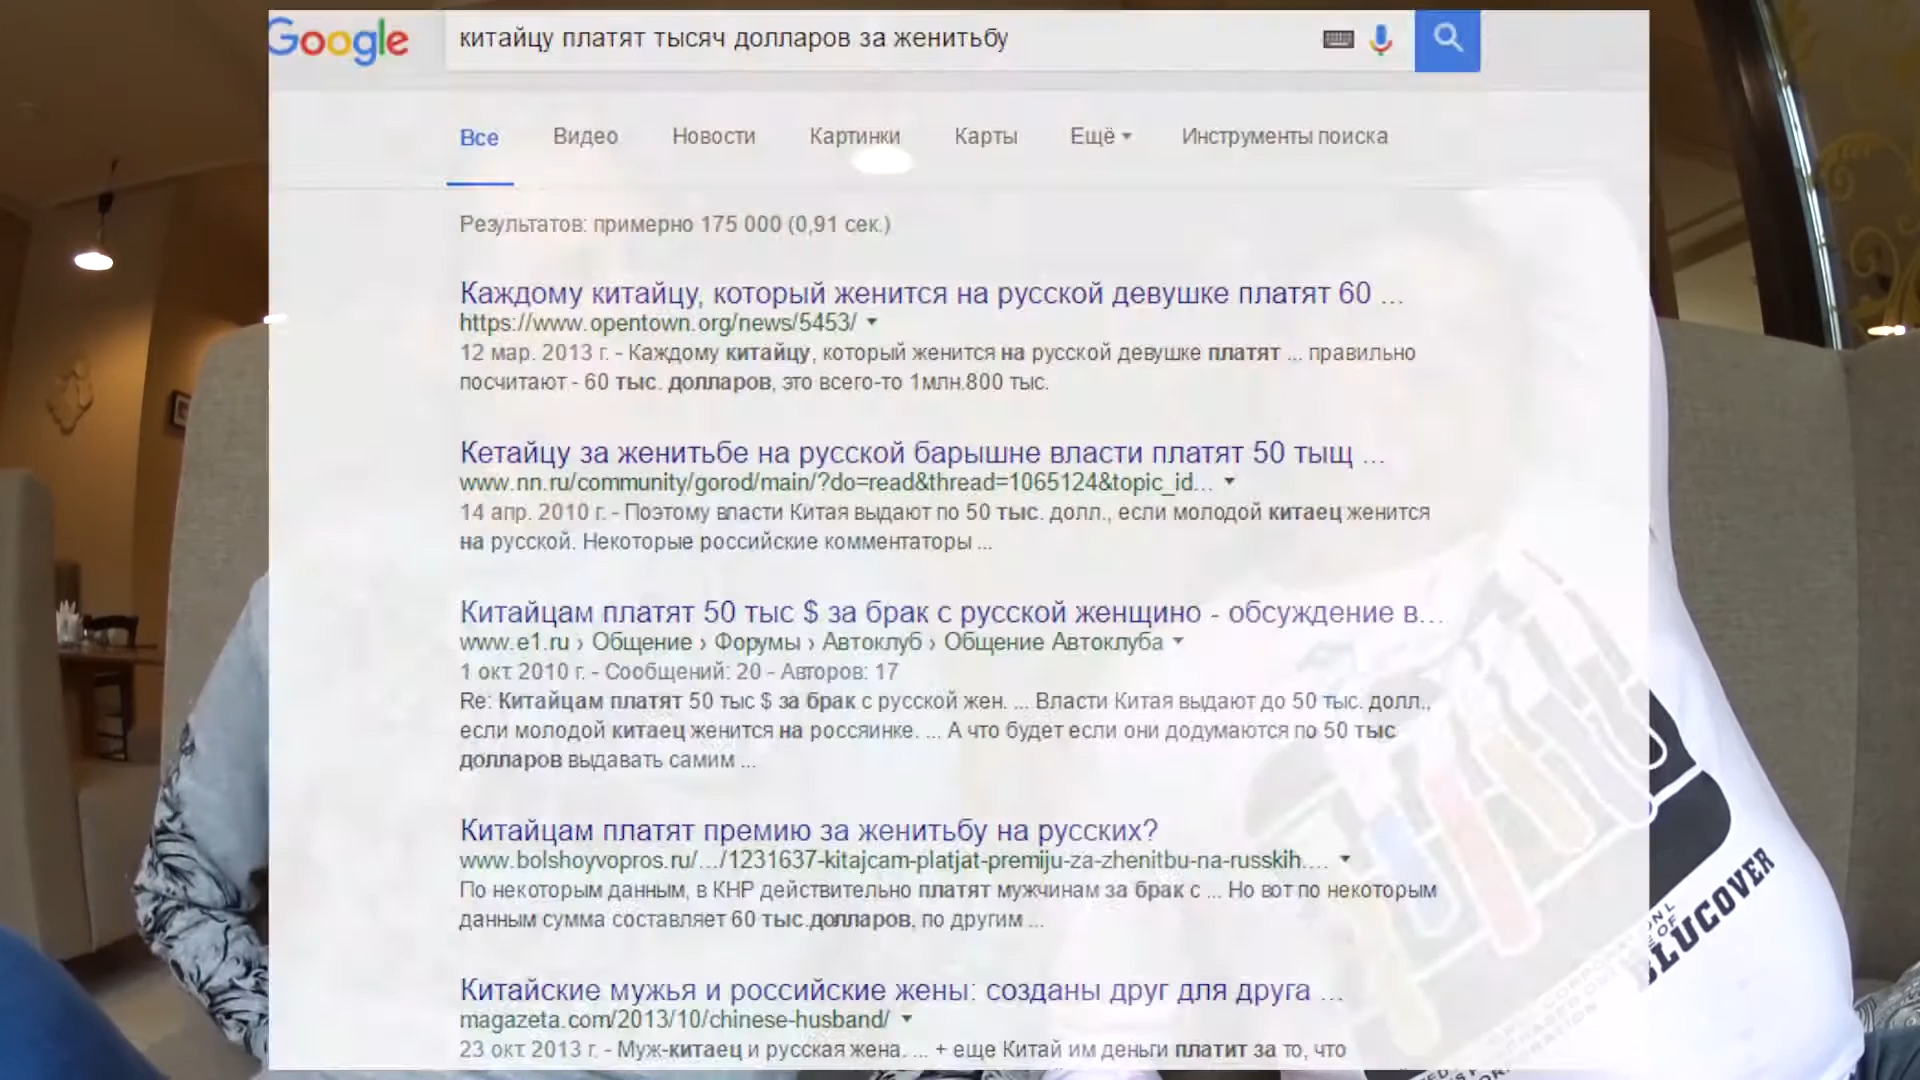 Google
китайцу платят тысяч долларов за женитьбу
Все Видео Новости Картинки Карты Ещё Инструменты поиска
Результатов: примерно 175 000 (0,91 сек.)
Каждому китайцу, который женится на русской девушке платят 60 ...
https://www.opentown.org/news/5453/
12 мар. 2013 г. - Каждому китайцу, который женится на русской девушке платят ... правильно
посчитают - 60 тыс. долларов, это всего-то 1млн.800 тыс.
Кетайцу за женитьбе на русской барышне власти платят 50 тыщ ...
www.nn.ru/community/gorod/main/?do=read&thread=1065124&topic_id...
14 апр. 2010 г. - Поэтому власти Китая выдают по 50 тыс. долл., если молодой китаец женится
на русской. Некоторые российские комментаторы ...
Китайцам платят 50 тыс $ за брак с русской женщино - обсуждение в...
www.e1.ru › Общение › Форумы › Автоклуб › Общение Автоклуба
1 окт. 2010 г. - Сообщений: 20 - Авторов: 17
Re: Китайцам платят 50 тыс $ за брак с русской жен. ... Власти Китая выдают до 50 тыс. долл.,
если молодой китаец женится на россяинке. ... А что будет если они додумаются по 50 тыс
долларов выдавать самим ...
Китайцам платят премию за женитьбу на русских?
www.bolshoyvopros.ru/.../1231637-kitajcam-platjat-premiju-za-zhenitbu-na-russkih....
По некоторым данным, в КНР действительно платят мужчинам за брак с ... Но вот по некоторым
данным сумма составляет 60 тыс.долларов, по другим ...
Китайские мужья и российские жены: созданы друг для друга ...
magazeta.com/2013/10/chinese-husband/
23 окт. 2013 г. - Муж-китаец и русская жена. ... + еще Китай им деньги платит за то, что
BLUCOVER